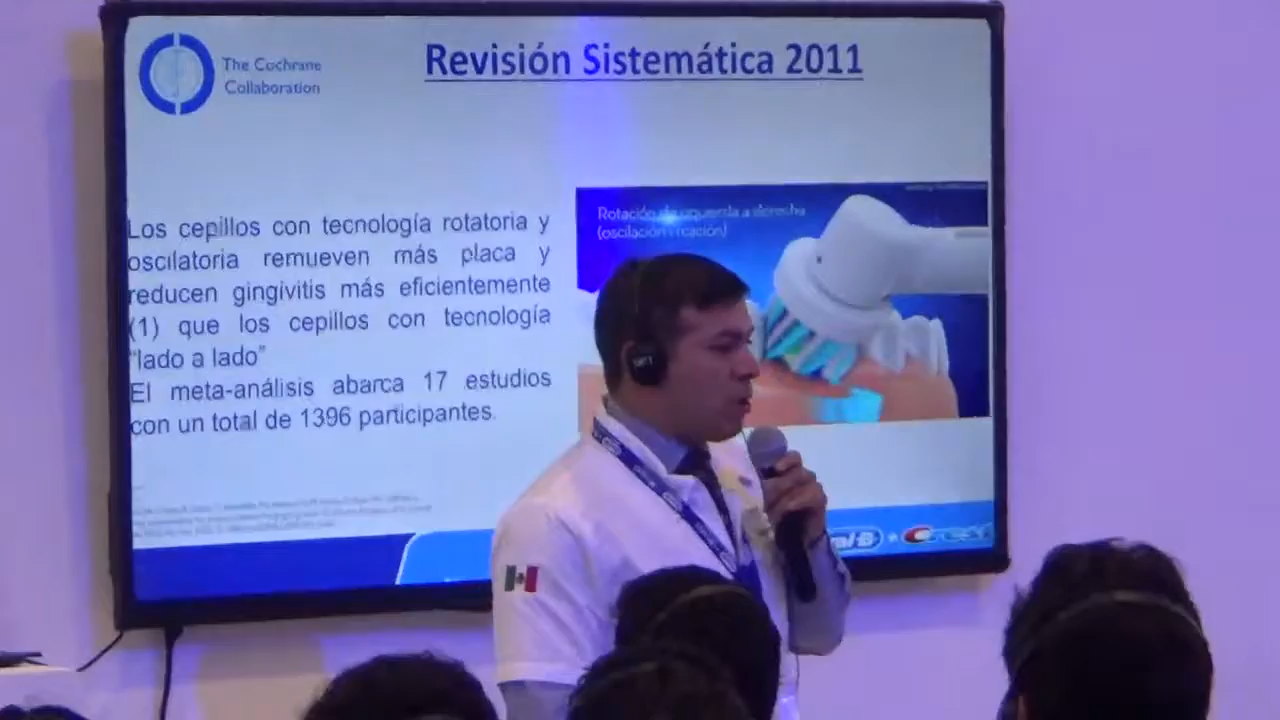 The Cochrane
Collaboration
Revisión Sistemática 2011
Los cepillos con tecnología rotatoria y
oscilatoria remueven más placa y
reducen gingivitis más eficientemente
(1) que los cepillos con tecnología
"lado a lado"
El meta-análisis abarca 17 estudios
con un total de 1396 participantes.
Rotación de izquierda a derecha
(oscilación